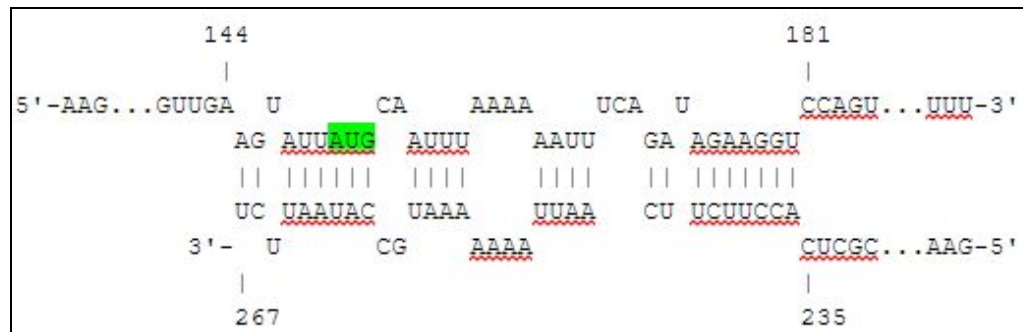 144 181
| |
5'-AAG...GUUGA U CA AAAA UCA U CCAGU...UUU-3'
AG AUUAUG AUUU AAUU GA AGAAGGU
|| |||||| |||| |||| || |||||||
UC UAAUAC UAAA UUAA CU UCUUCCA
3'- U CG AAAA CUCGC...AAG-5'
| |
267 235